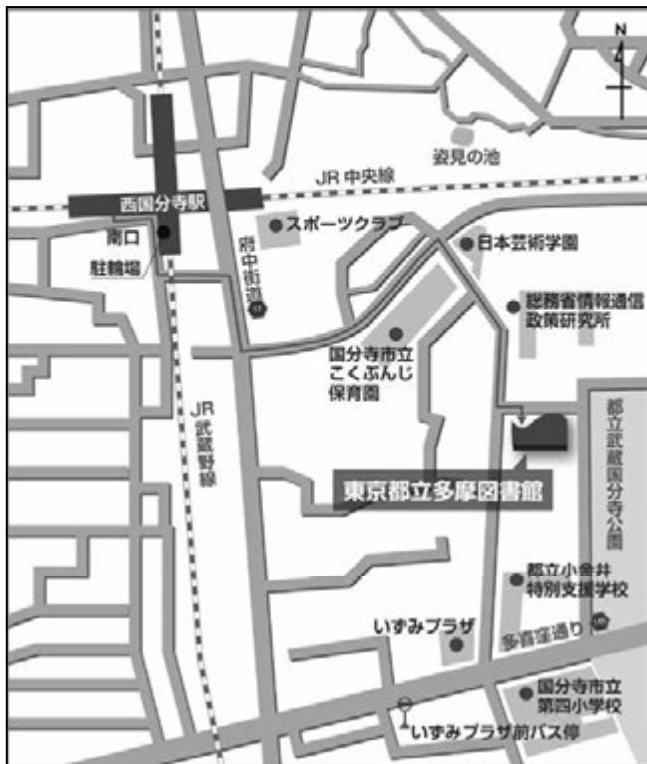 N
姿見の池
JR中央線
西国分寺駅
スポーツクラブ
南口
日本芸術学園
駐輪場
府中街道
17
総務省情報通信
政策研究所
国分寺市立
こくぶんじ
保育園
JR武蔵野線
都立武蔵国分寺公園
東京都立多摩図書館
都立小金井
特別支援学校
多喜窪通り
いずみプラザ
国分寺市立
第四小学校
いずみプラザ前バス停